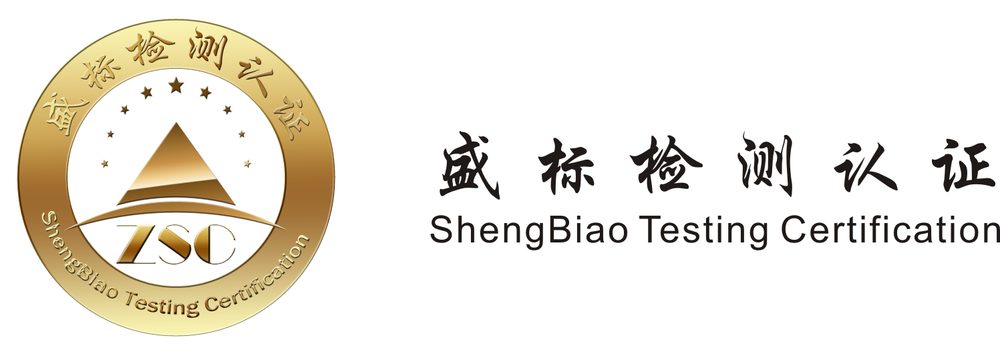 盛标检测认证
ZSC
ShengBiao Testing Certification
盛标检测认证
ShengBiao Testing Certification